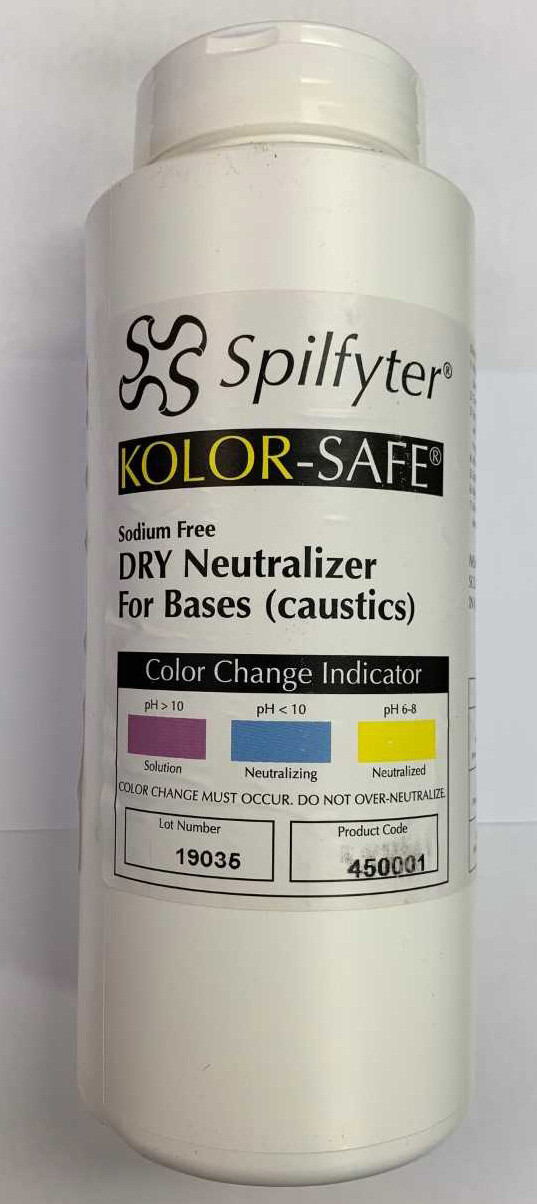 Spilfyter®
KOLOR-SAFE®
Sodium Free
DRY Neutralizer
For Bases (caustics)
Color Change Indicator
pH > 10 pH < 10 pH 6-8
Solution Neutralizing Neutralized
COLOR CHANGE MUST OCCUR. DO NOT OVER-NEUTRALIZE.
Lot Number Product Code
19035 450001